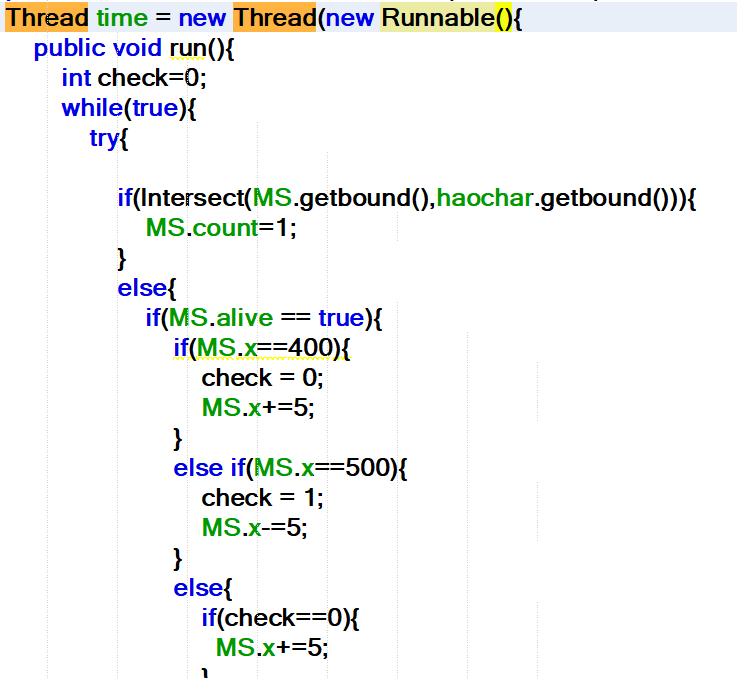 Thread time = new Thread(new Runnable(){
public void run(){
int check=0;
while(true){
try{
if(Intersect(MS.getbound(),haochar.getbound())){
MS.count=1;
}
else{
if(MS.alive == true){
if(MS.x==400){
check = 0;
MS.x+=5;
}
else if(MS.x==500){
check = 1;
MS.x-=5;
}
else{
if(check==0){
MS.x+=5;
}